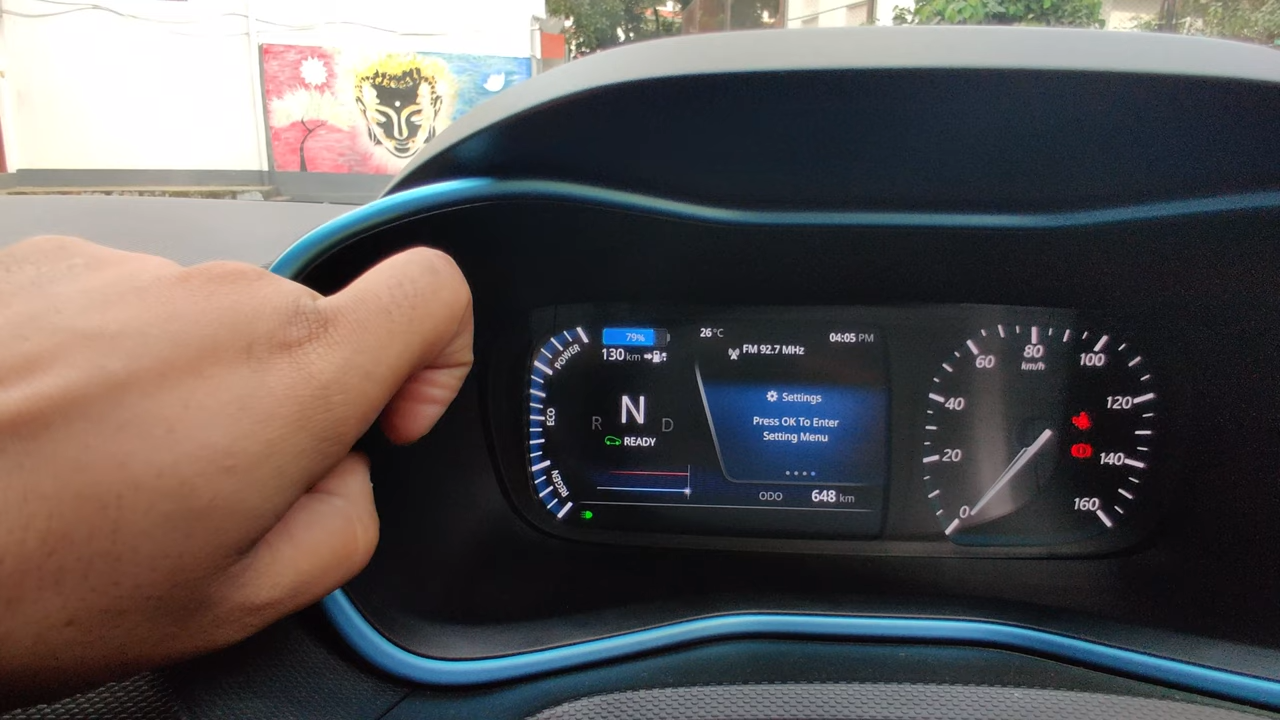 POWER
ECO
REGEN
79%
130 km
R N D
READY
26°C
04:05 PM
FM 92.7 MHz
Settings
Press OK To Enter
Setting Menu
ODO 648 km
0
20
40
60
80
km/h
100
120
140
160